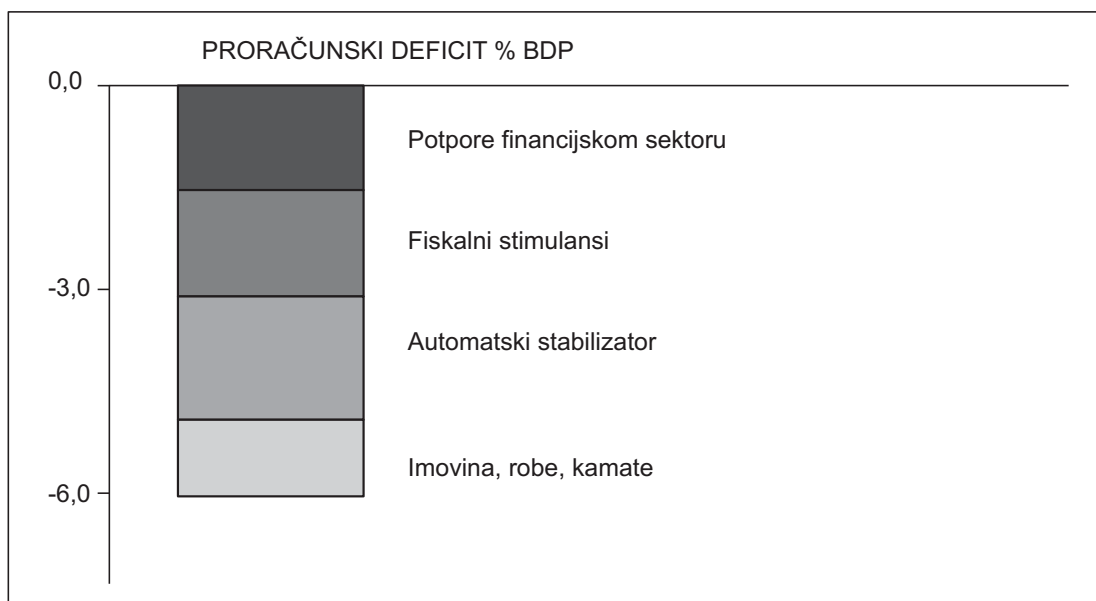 PRORAČUNSKI DEFICIT % BDP
0,0
Potpore financijskom sektoru
Fiskalni stimulansi
-3,0
Automatski stabilizator
Imovina, robe, kamate
-6,0